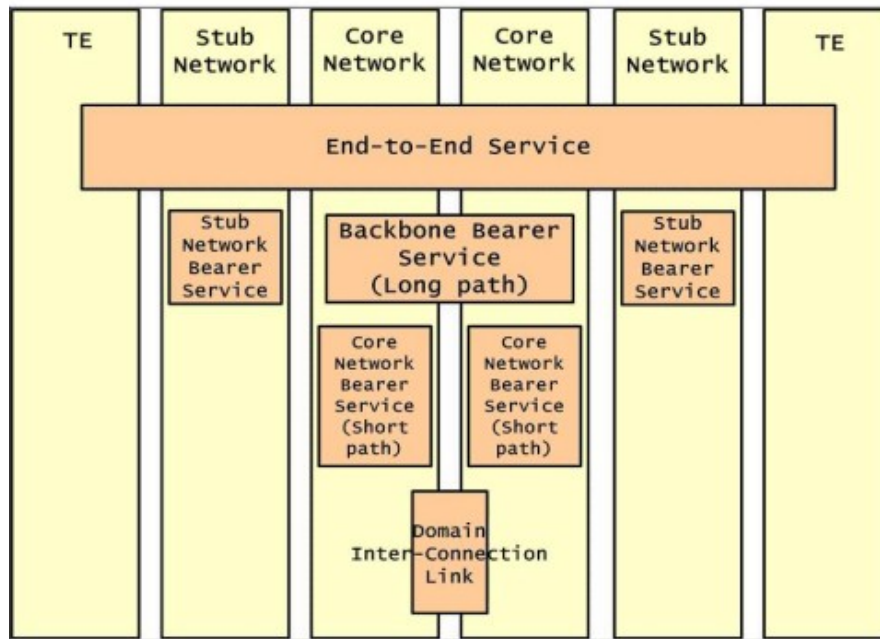 TE
Stub
Network
Core
Network
Core
Network
Stub
Network
TE
End-to-End Service
Stub
Network
Bearer
Service
Backbone Bearer
Service
(Long path)
Stub
Network
Bearer
Service
Core
Network
Bearer
Service
(Short
path)
Core
Network
Bearer
Service
(Short
path)
Domain
Inter-Connection
Link